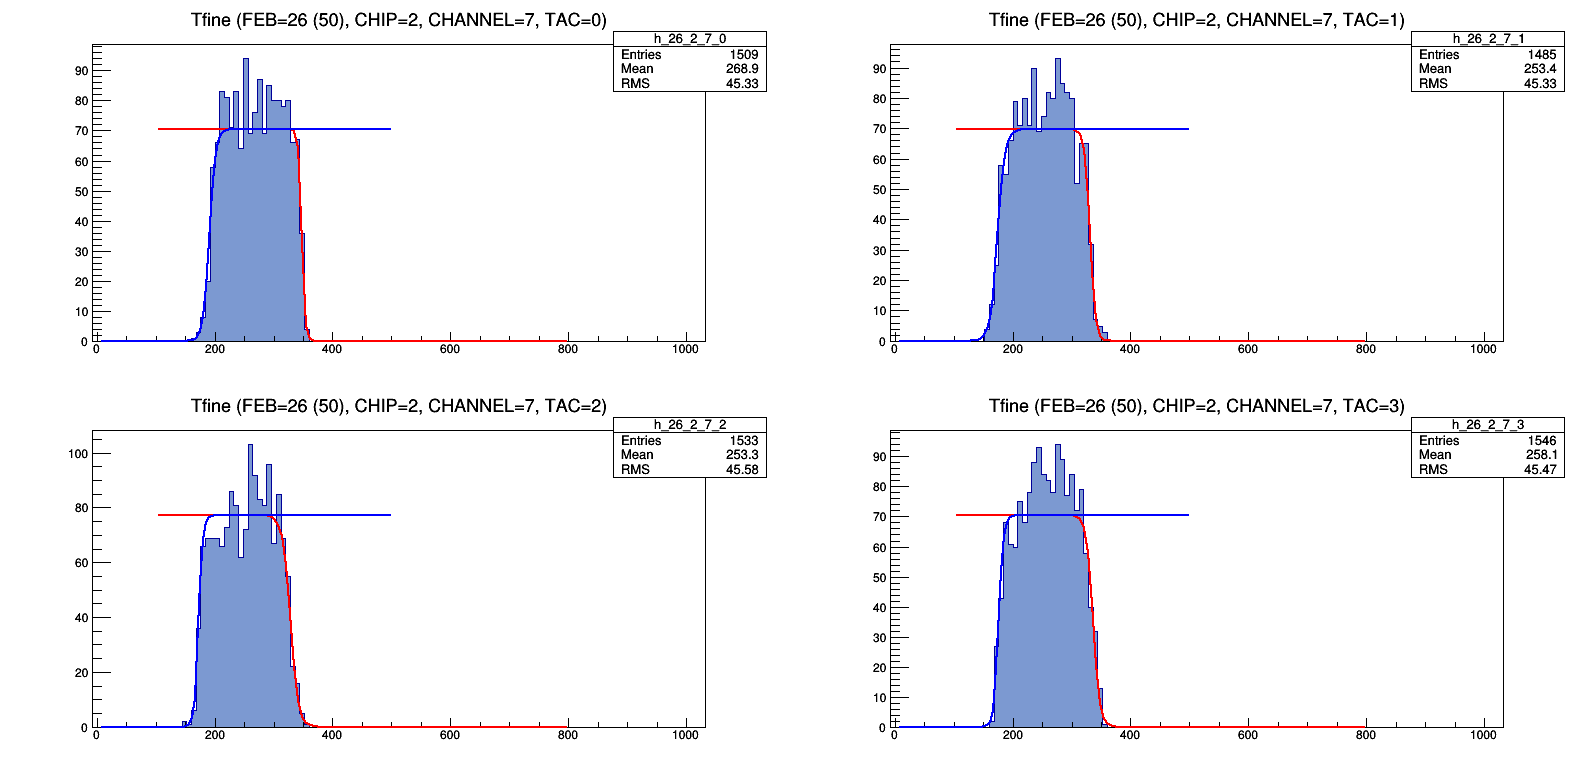 Tfine (FEB=26 (50), CHIP=2, CHANNEL=7, TAC=0)
h_26_2_7_0
Entries 1509
Mean 268.9
RMS 45.33
90
80
70
60
50
40
30
20
10
0
0 200 400 600 800 1000
Tfine (FEB=26 (50), CHIP=2, CHANNEL=7, TAC=1)
h_26_2_7_1
Entries 1485
Mean 253.4
RMS 45.33
90
80
70
60
50
40
30
20
10
0
0 200 400 600 800 1000
Tfine (FEB=26 (50), CHIP=2, CHANNEL=7, TAC=2)
h_26_2_7_2
Entries 1533
Mean 253.3
RMS 45.58
100
80
60
40
20
0
0 200 400 600 800 1000
Tfine (FEB=26 (50), CHIP=2, CHANNEL=7, TAC=3)
h_26_2_7_3
Entries 1546
Mean 258.1
RMS 45.47
90
80
70
60
50
40
30
20
10
0
0 200 400 600 800 1000